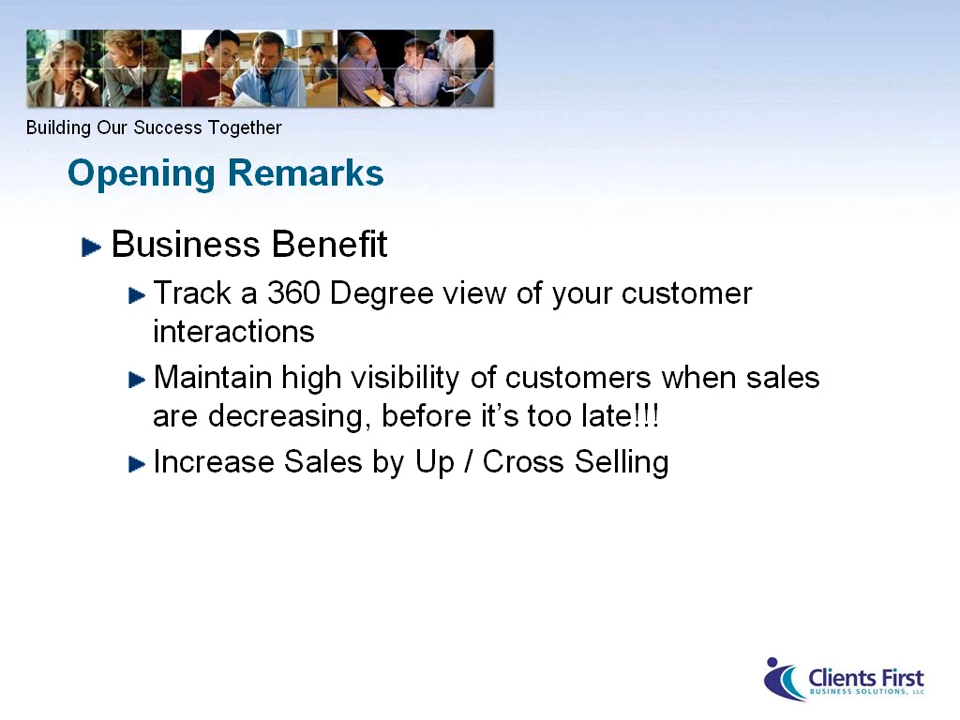 Building Our Success Together
Opening Remarks
Business Benefit
Track a 360 Degree view of your customer
interactions
Maintain high visibility of customers when sales
are decreasing, before it’s too late!!!
Increase Sales by Up / Cross Selling
Clients First
BUSINESS SOLUTIONS, LLC